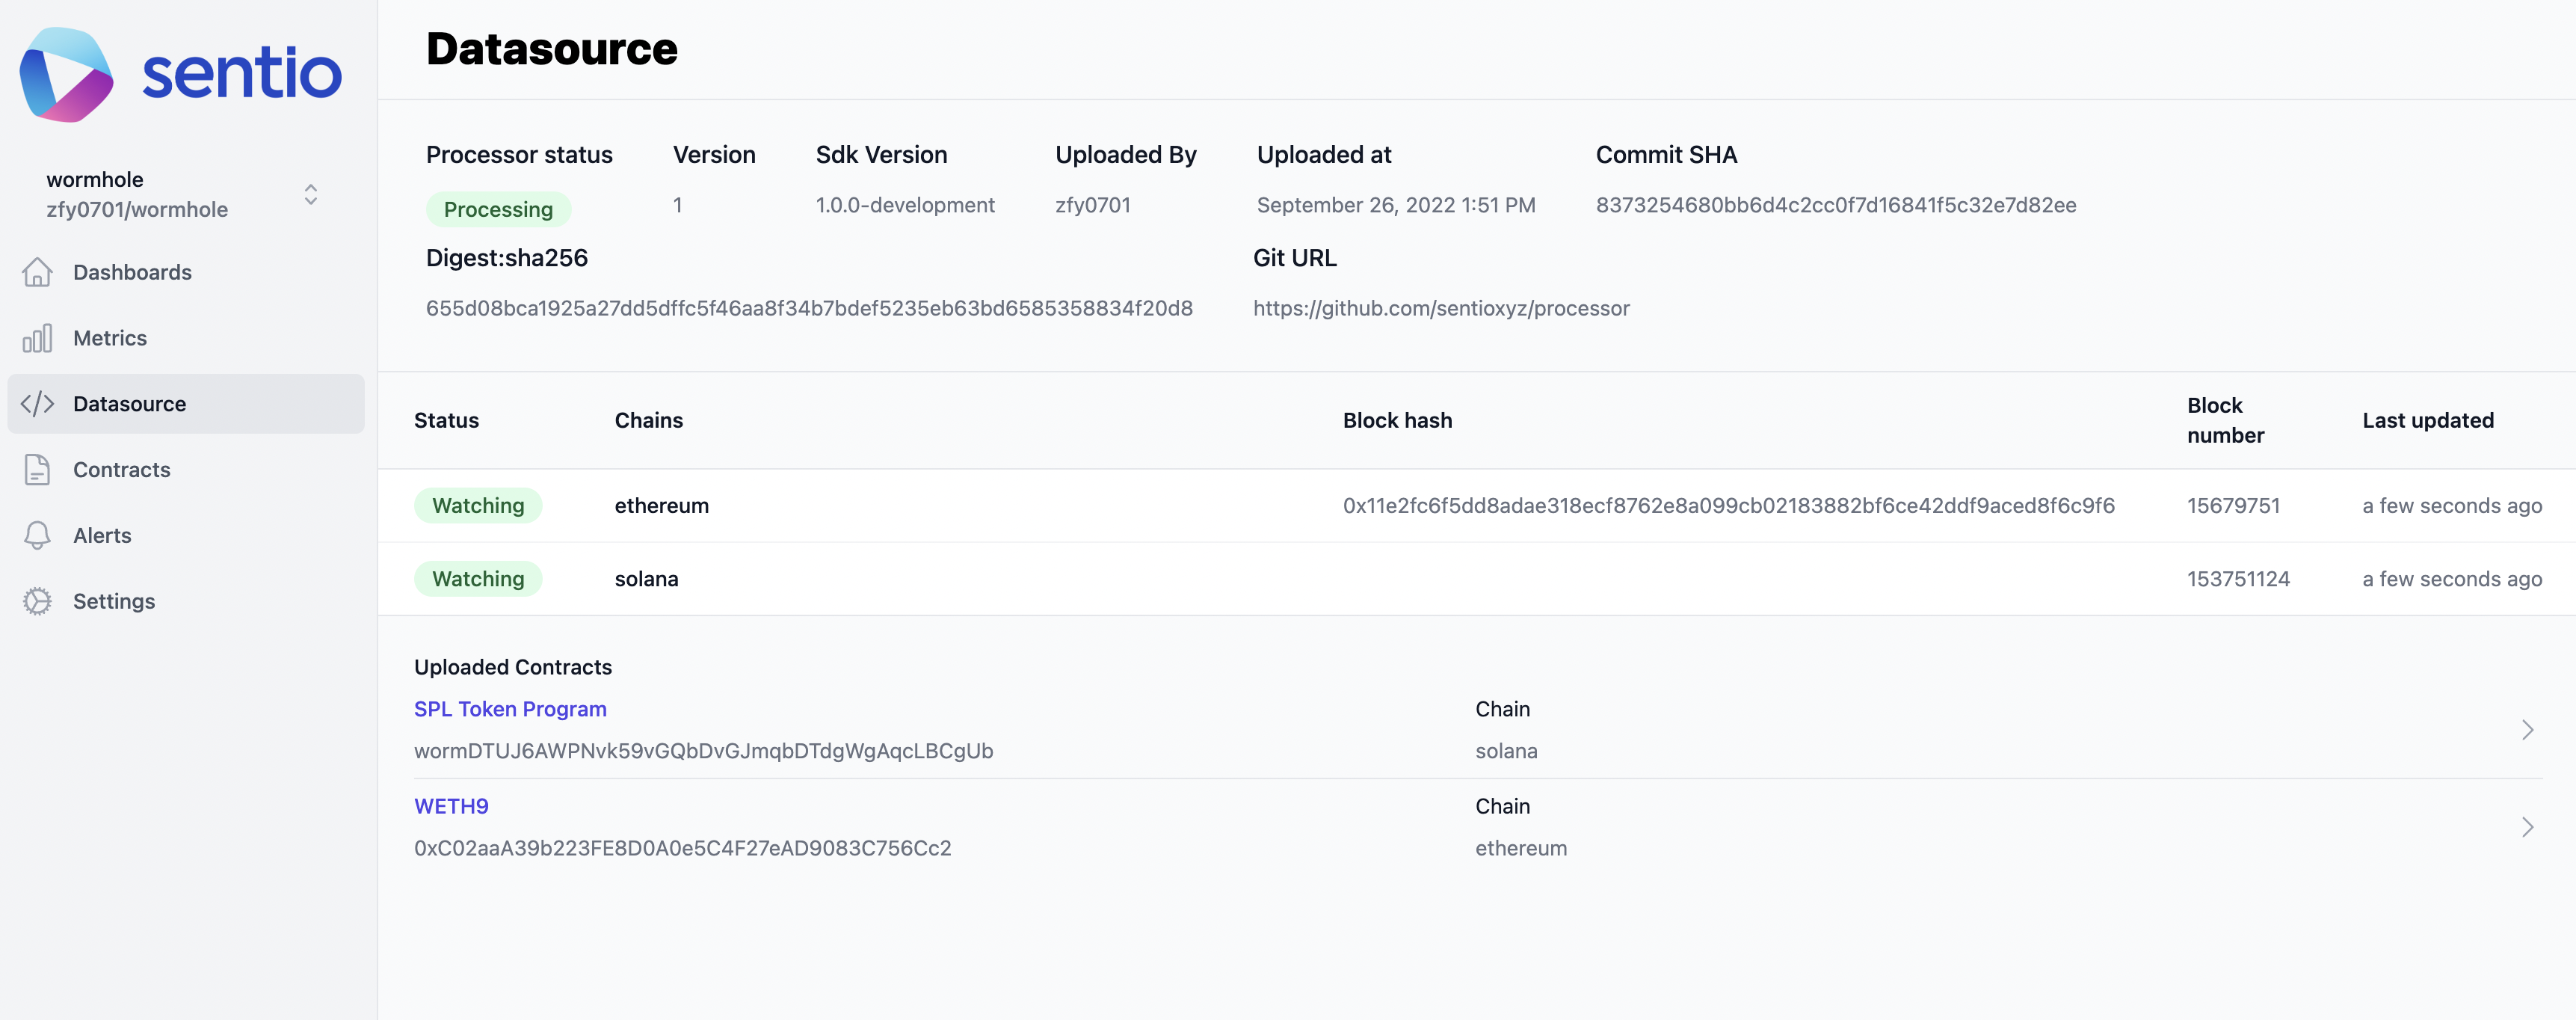 sentio
wormhole
zfy0701/wormhole
Dashboards
Metrics
Datasource
Contracts
Alerts
Settings
Datasource
Processor status Version Sdk Version Uploaded By Uploaded at Commit SHA
Processing 1 1.0.0-development zfy0701 September 26, 2022 1:51 PM 8373254680bb6d4c2cc0f7d16841f5c32e7d82ee
Digest:sha256 Git URL
655d08bca1925a27dd5dffc5f46aa8f34b7bdef5235eb63bd6585358834f20d8 https://github.com/sentioxyz/processor
Status Chains Block hash Block number Last updated
Watching ethereum 0x11e2fc6f5dd8adae318ecf8762e8a099cb02183882bf6ce42ddf9aced8f6c9f6 15679751 a few seconds ago
Watching solana 153751124 a few seconds ago
Uploaded Contracts
SPL Token Program Chain
wormDTUJ6AWPNvk59vGQbDvGJmqbDTdgWgAqcLBCgUb solana
WETH9 Chain
0xC02aaA39b223FE8D0A0e5C4F27eAD9083C756Cc2 ethereum